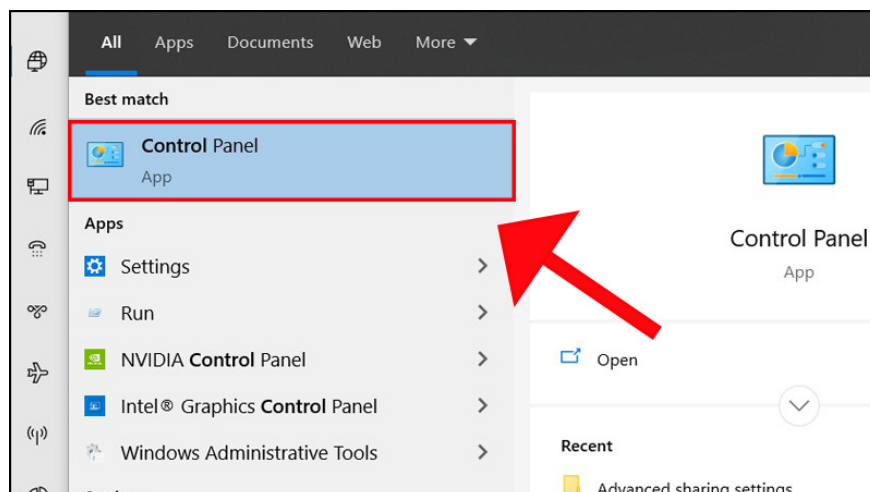 All Apps Documents Web More
Best match
Control Panel
App
Apps
Settings
Run
NVIDIA Control Panel
Intel® Graphics Control Panel
Windows Administrative Tools
Control Panel
App
Open
Recent
Advanced sharing settings